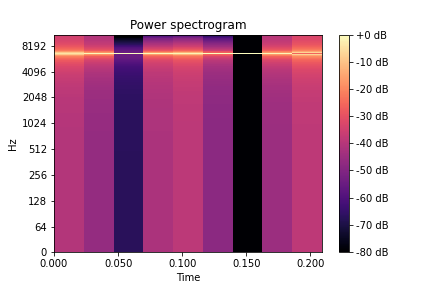 Power spectrogram
8192
4096
2048
1024
512
256
128
64
0
Hz
0.000 0.050 0.100 0.150 0.200
Time
+0 dB
-10 dB
-20 dB
-30 dB
-40 dB
-50 dB
-60 dB
-70 dB
-80 dB